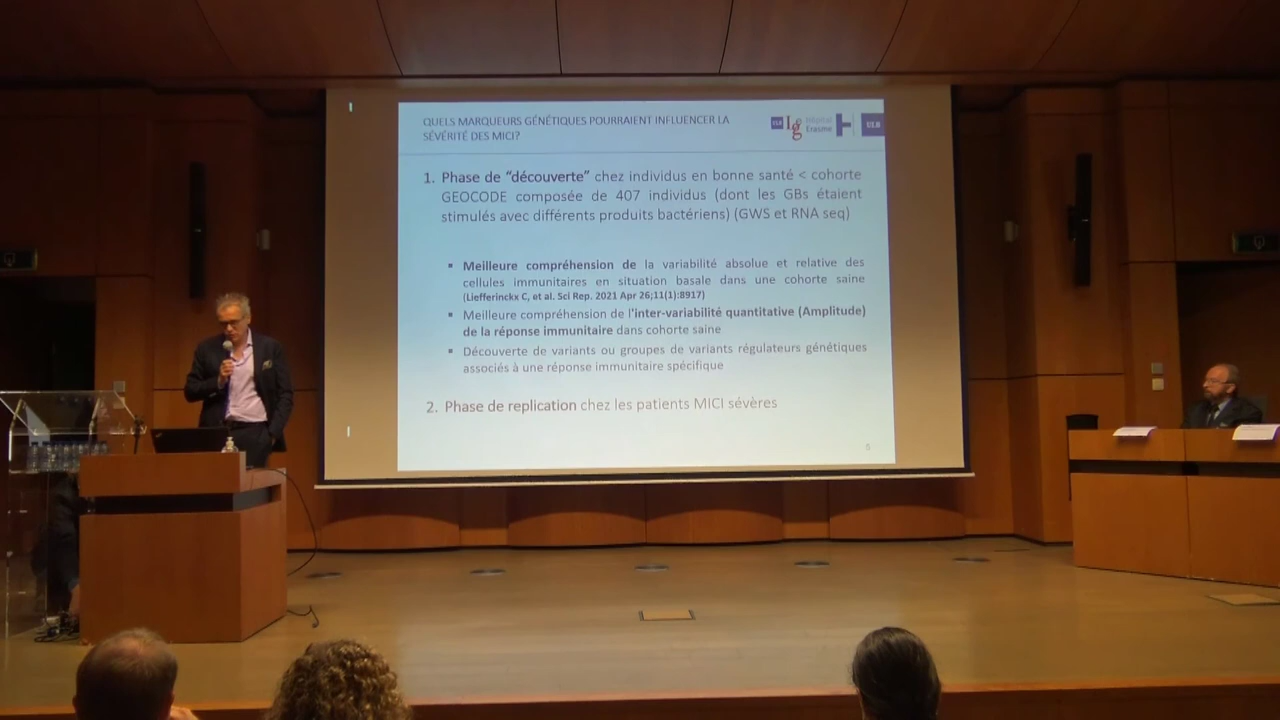 QUELS MARQUEURS GÉNÉTIQUES POURRAIENT INFLUENCER LA
SÉVÉRITÉ DES MICI?
ULB lg Hôpital
Erasme H ULB
1. Phase de “découverte” chez individus en bonne santé < cohorte
GEOCODE composée de 407 individus (dont les GBs étaient
stimulés avec différents produits bactériens) (GWS et RNA seq)
▪ Meilleure compréhension de la variabilité absolue et relative des
cellules immunitaires en situation basale dans une cohorte saine
(Liefferinckx C, et al. Sci Rep. 2021 Apr 26;11(1):8917)
▪ Meilleure compréhension de l'inter-variabilité quantitative (Amplitude)
de la réponse immunitaire dans cohorte saine
▪ Découverte de variants ou groupes de variants régulateurs génétiques
associés à une réponse immunitaire spécifique
2. Phase de replication chez les patients MICI sévères
6